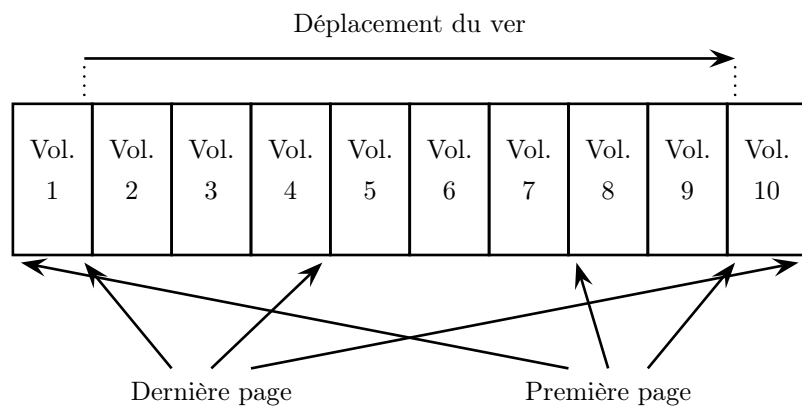 Déplacement du ver
Vol. Vol. Vol. Vol. Vol. Vol. Vol. Vol. Vol. Vol.
1 2 3 4 5 6 7 8 9 10
Dernière page Première page